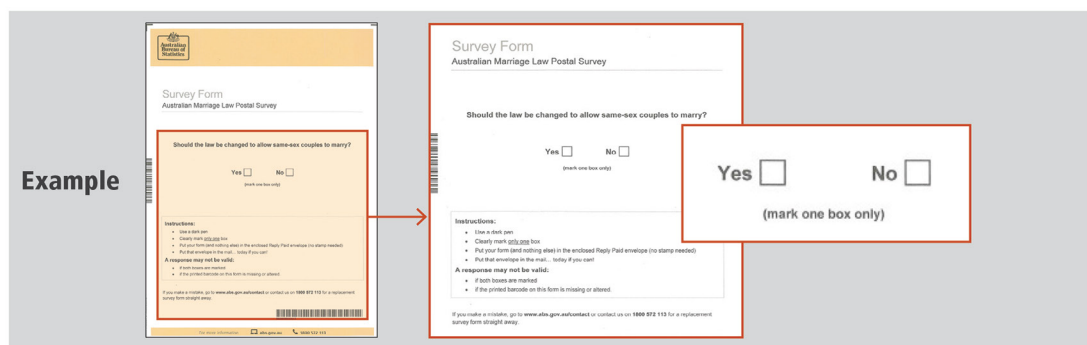 Example
Australian
Bureau of
Statistics
Survey Form
Australian Marriage Law Postal Survey
Should the law be changed to allow same-sex couples to marry?
Yes No
(mark one box only)
Instructions:
• Use a dark pen
• Clearly mark only one box
• Put your form (and nothing else) in the enclosed Reply Paid envelope (no stamp needed)
• Put that envelope in the mail... today if you can!
A response may not be valid:
• if both boxes are marked
• if the printed barcode on this form is missing or altered.
If you make a mistake, go to www.abs.gov.au/contact or contact us on 1800 572 113 for a replacement
survey form straight away.
For more information: abs.gov.au 1800 572 113
Survey Form
Australian Marriage Law Postal Survey
Should the law be changed to allow same-sex couples to marry?
Yes No
(mark one box only)
Instructions:
• Use a dark pen
• Clearly mark only one box
• Put your form (and nothing else) in the enclosed Reply Paid envelope (no stamp needed)
• Put that envelope in the mail... today if you can!
A response may not be valid:
• if both boxes are marked
• if the printed barcode on this form is missing or altered.
If you make a mistake, go to www.abs.gov.au/contact or contact us on 1800 572 113 for a replacement
survey form straight away.
Yes No
(mark one box only)